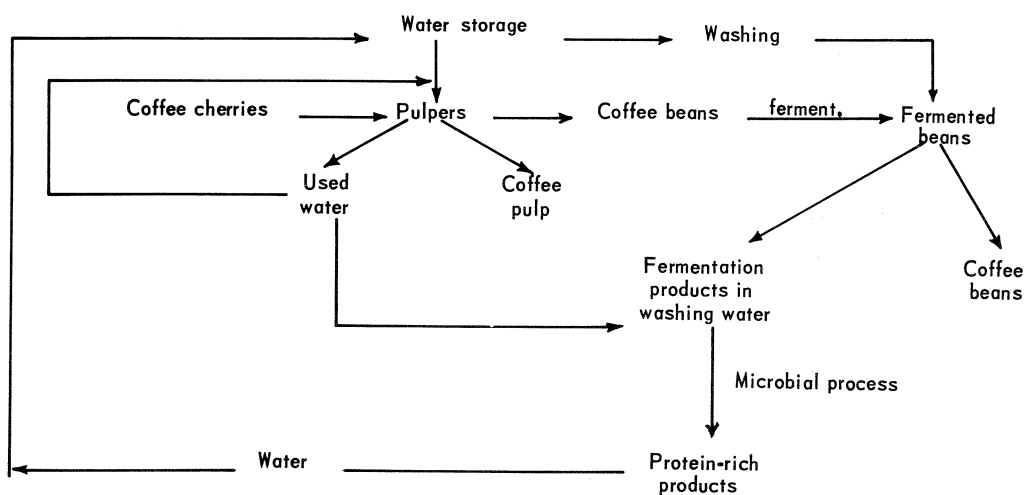 Water storage
Washing
Coffee cherries
Pulpers
Coffee beans
ferment.
Fermented
beans
Used
water
Coffee
pulp
Fermentation
products in
washing water
Coffee
beans
Microbial process
Water
Protein-rich
products